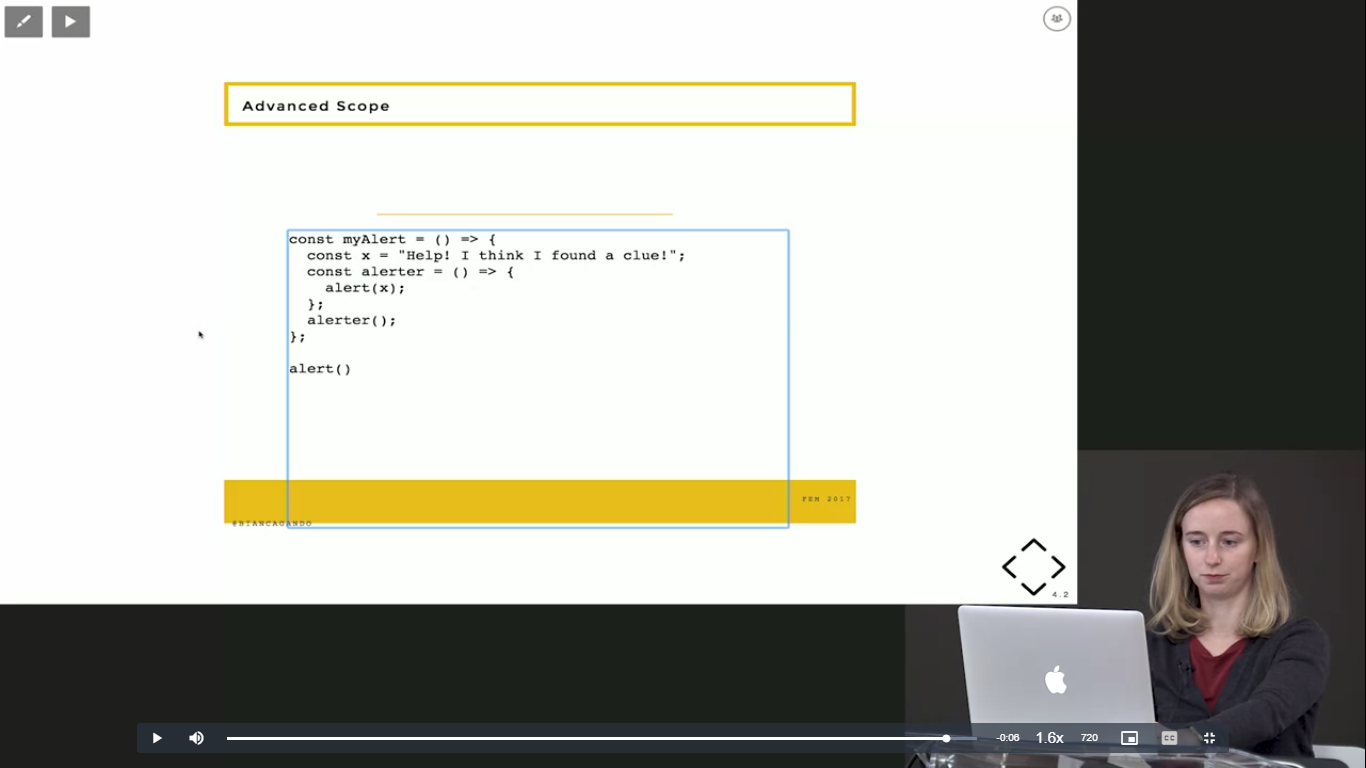 Advanced Scope
const myAlert = () => {
  const x = "Help! I think I found a clue!";
  const alerter = () => {
    alert(x);
  };
  alerter();
};
alert()
FEM 2017
@BIANCAGANDO
4.2
-0:06
1.6x
720
CC